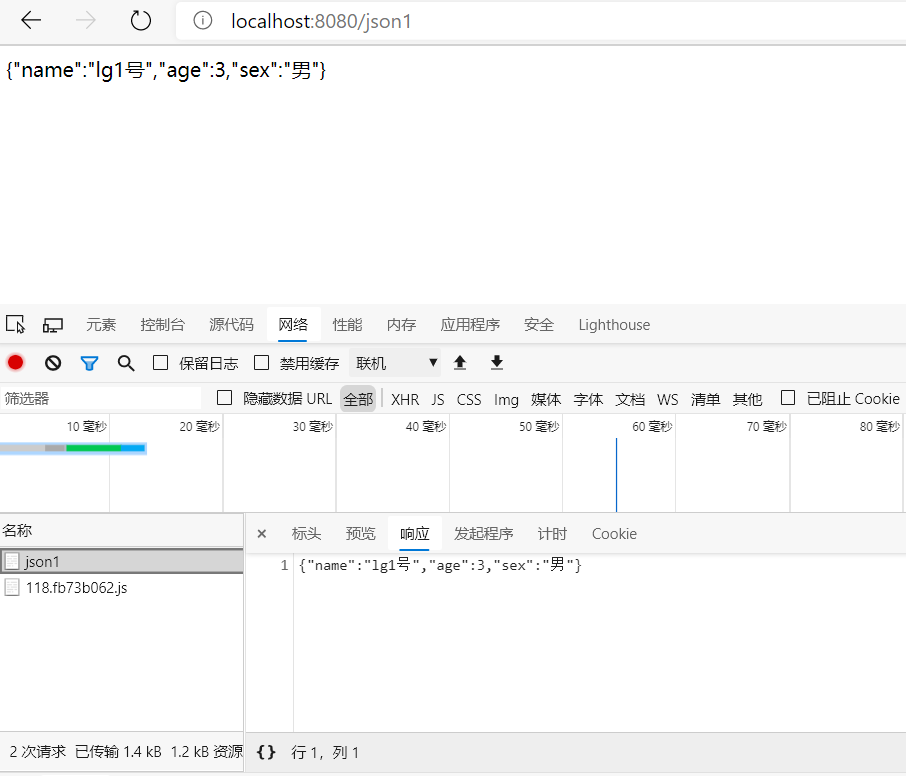 localhost:8080/json1
{"name":"lg1号","age":3,"sex":"男"}
元素 控制台 源代码 网络 性能 内存 应用程序 安全 Lighthouse
保留日志 禁用缓存 联机
筛选器 隐藏数据 URL 全部 XHR JS CSS Img 媒体 字体 文档 WS 清单 其他 已阻止 Cookie
10 毫秒 20 毫秒 30 毫秒 40 毫秒 50 毫秒 60 毫秒 70 毫秒 80 毫秒
名称
× 标头 预览 响应 发起程序 计时 Cookie
json1
118.fb73b062.js
1 {"name":"lg1号","age":3,"sex":"男"}
2 次请求 已传输 1.4 kB 1.2 kB 资源
{} 行 1，列 1